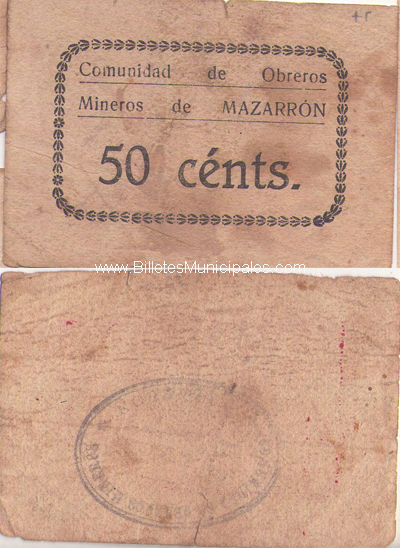 +r
Comunidad de Obreros
Mineros de MAZARRÓN
50 cénts.
www.BilletesMunicipales.com